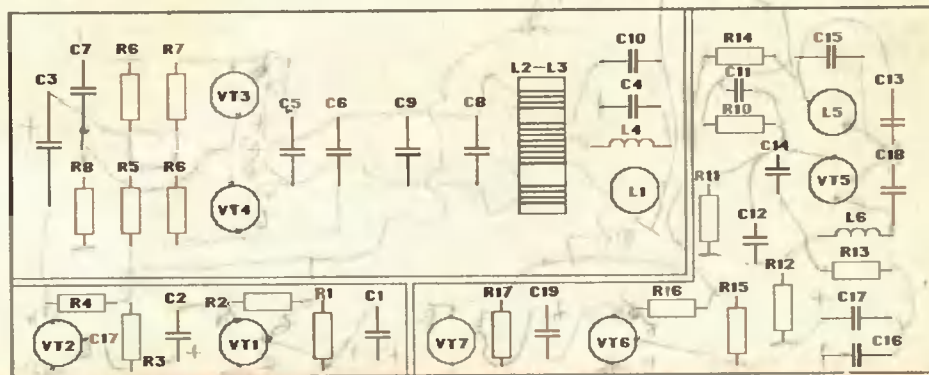 C3
C7
R6
R7
VT3
C5
C6
C9
C8
L2-L3
C10
C4
L4
L1
R8
R5
R6
VT4
R14
C15
C11
C13
R10
L5
C14
C18
R11
VT5
C12
L6
R12
R13
R4
C2
R2
R1
C1
VT2
C17
R3
VT1
R17
C19
R16
R15
VT7
VT6
C17
C16